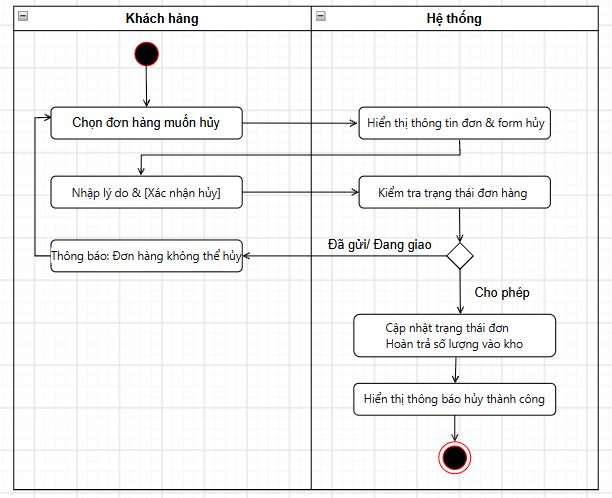 Khách hàng
Hệ thống
Chọn đơn hàng muốn hủy
Hiển thị thông tin đơn & form hủy
Nhập lý do & [Xác nhận hủy]
Kiểm tra trạng thái đơn hàng
Thông báo: Đơn hàng không thể hủy
Đã gửi/ Đang giao
Cho phép
Cập nhật trạng thái đơn
Hoàn trả số lượng vào kho
Hiển thị thông báo hủy thành công